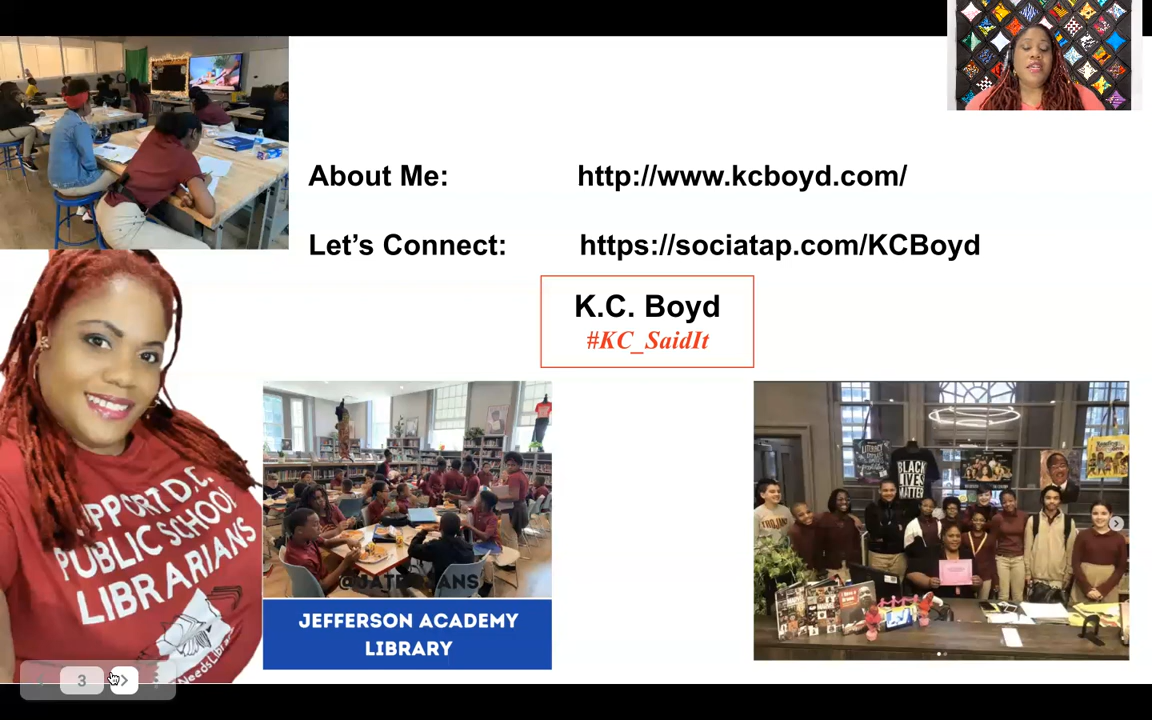 About Me: http://www.kcboyd.com/
Let's Connect: https://sociatap.com/KCBoyd
K.C. Boyd
#KC_SaidIt
SUPPORT D.C.
PUBLIC SCHOOL
LIBRARIANS
BLACK
LIVES
MATTER
@JATROJANS
JEFFERSON ACADEMY
LIBRARY
3